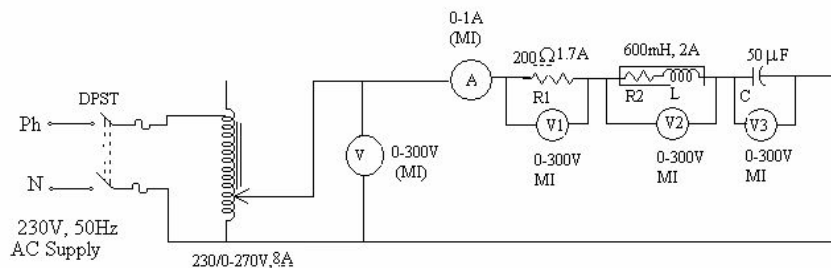 0-1A
(MI)
A
200 Ω 1.7A
R1
V1
0-300V
MI
600mH, 2A
R2
L
V2
0-300V
MI
50 μF
C
V3
0-300V
MI
DPST
Ph
N
230V, 50Hz
AC Supply
230/0-270V,8A
V
0-300V
(MI)